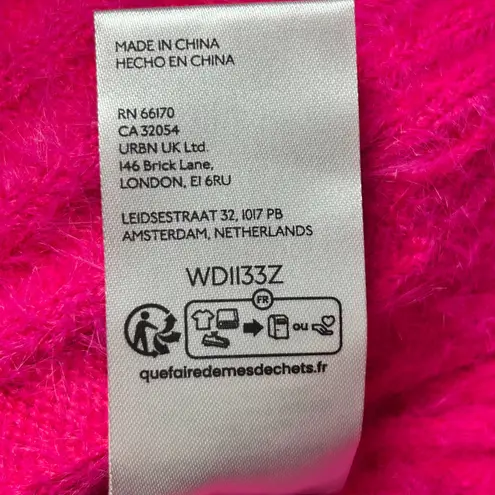 MADE IN CHINA
HECHO EN CHINA
RN 66170
CA 32054
URBN UK Ltd.
146 Brick Lane,
LONDON, E1 6RU
LEIDSESTRAAT 32, 1017 PB
AMSTERDAM, NETHERLANDS
WD1133Z
FR
ou
quefairedemesdechets.fr